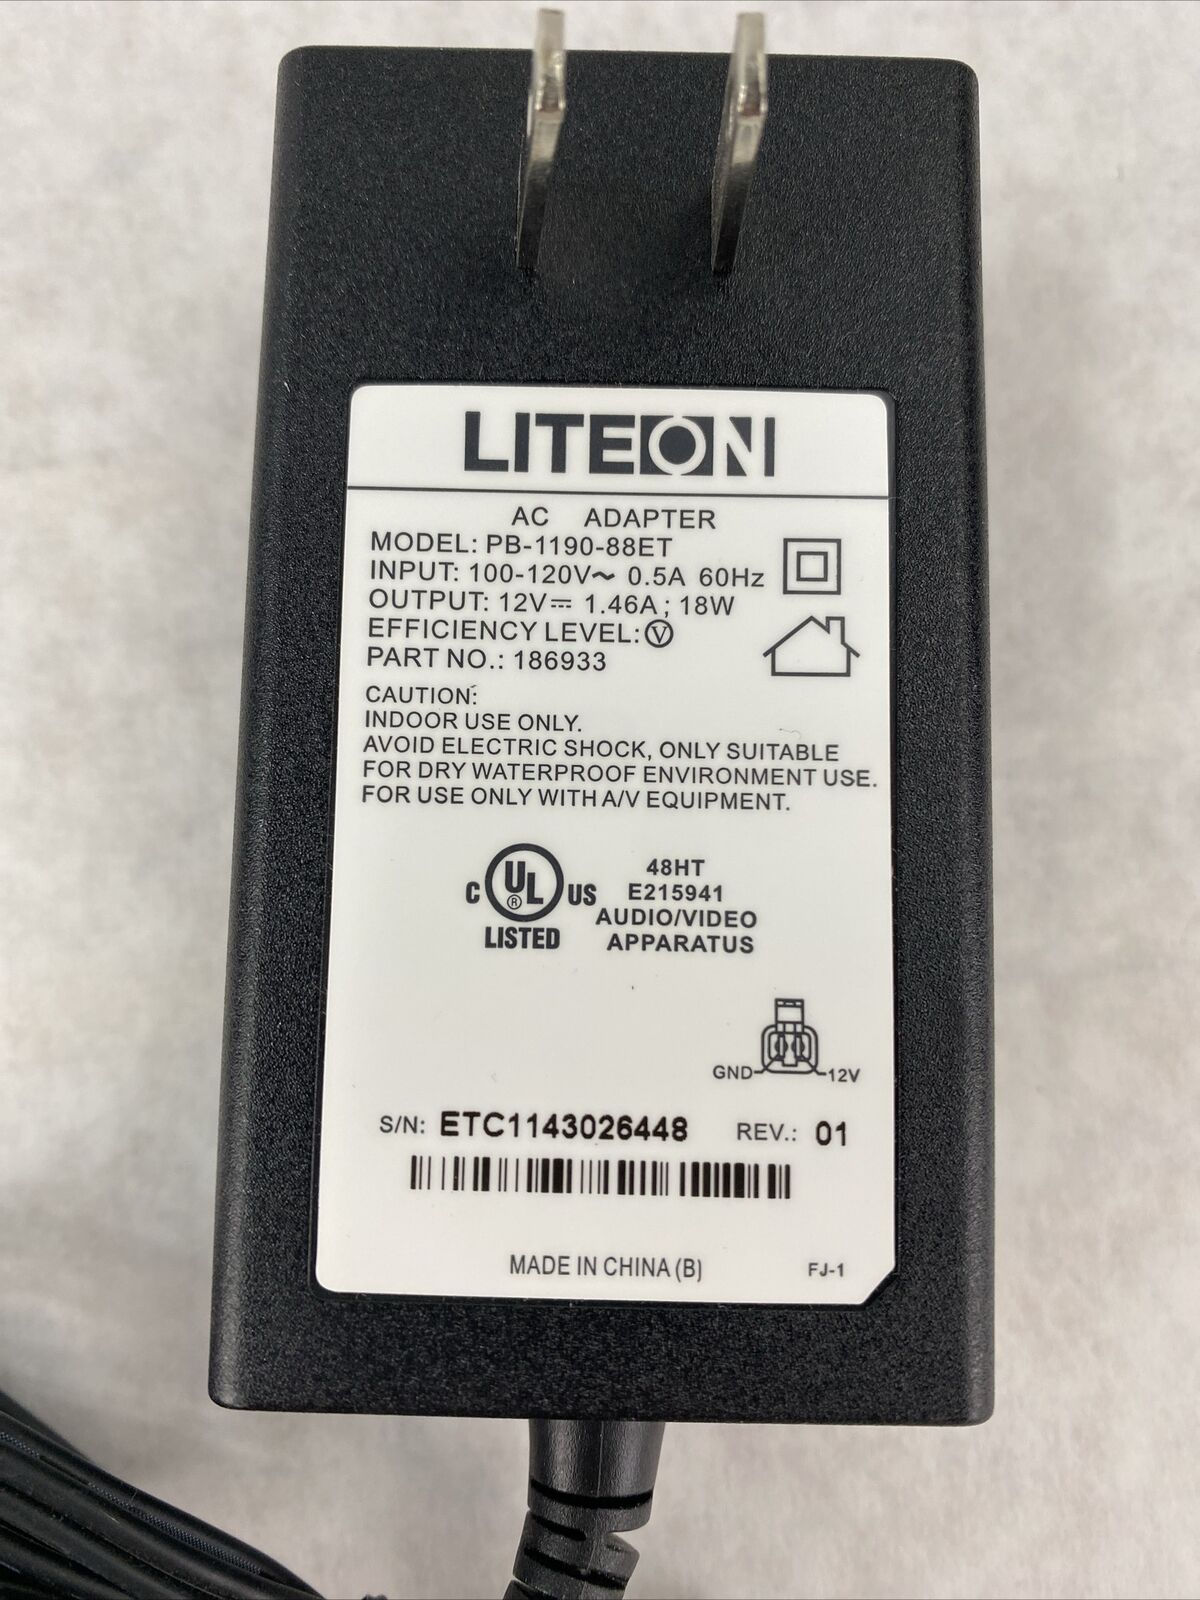 LITEON
AC ADAPTER
MODEL: PB-1190-88ET
INPUT: 100-120V~ 0.5A 60Hz
OUTPUT: 12V⎓ 1.46A ; 18W
EFFICIENCY LEVEL: Ⓥ
PART NO.: 186933
CAUTION:
INDOOR USE ONLY.
AVOID ELECTRIC SHOCK, ONLY SUITABLE
FOR DRY WATERPROOF ENVIRONMENT USE.
FOR USE ONLY WITH A/V EQUIPMENT.
C UL ® US
LISTED
48HT
E215941
AUDIO/VIDEO
APPARATUS
GND 12V
S/N: ETC1143026448 REV.: 01
MADE IN CHINA (B) FJ-1